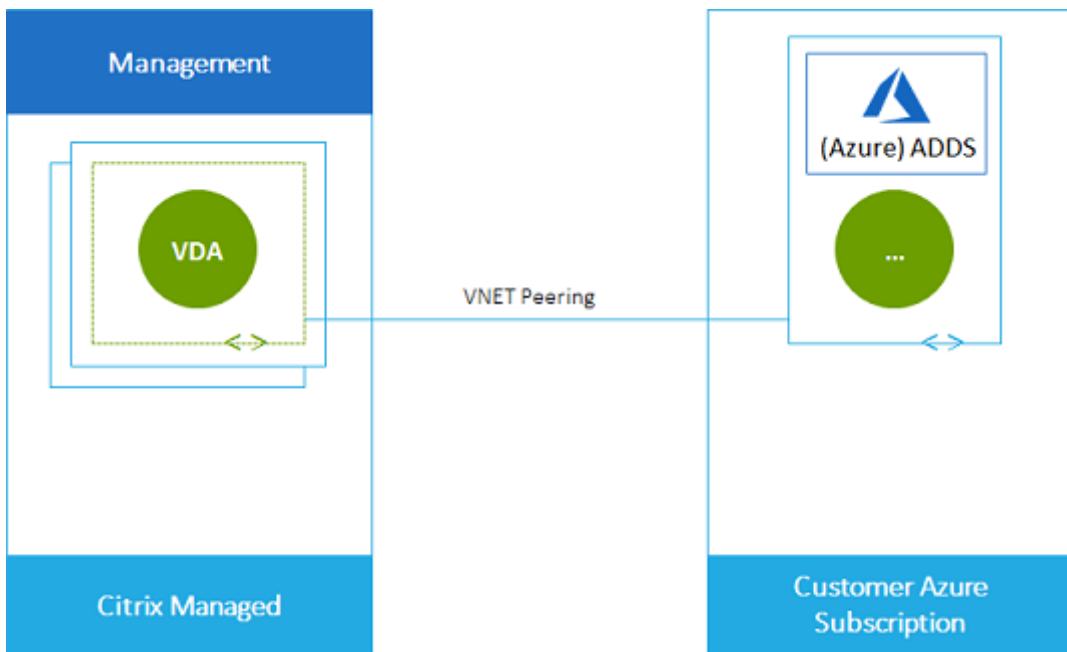 Management
(Azure) ADDS
VDA
...
VNET Peering
Citrix Managed
Customer Azure
Subscription